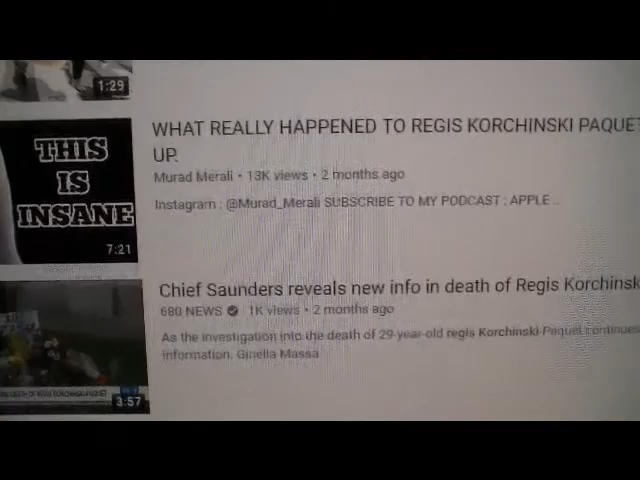 1:29
WHAT REALLY HAPPENED TO REGIS KORCHINSKI PAQUET
UP.
Murad Merali • 13K views • 2 months ago
Instagram : @Murad_Merali SUBSCRIBE TO MY PODCAST : APPLE ...
THIS
IS
INSANE
7:21
Chief Saunders reveals new info in death of Regis Korchinsk
680 NEWS • 1K views • 2 months ago
As the investigation into the death of 29-year-old regis Korchinski-Paquet continues
information. Ginella Massa
3:57